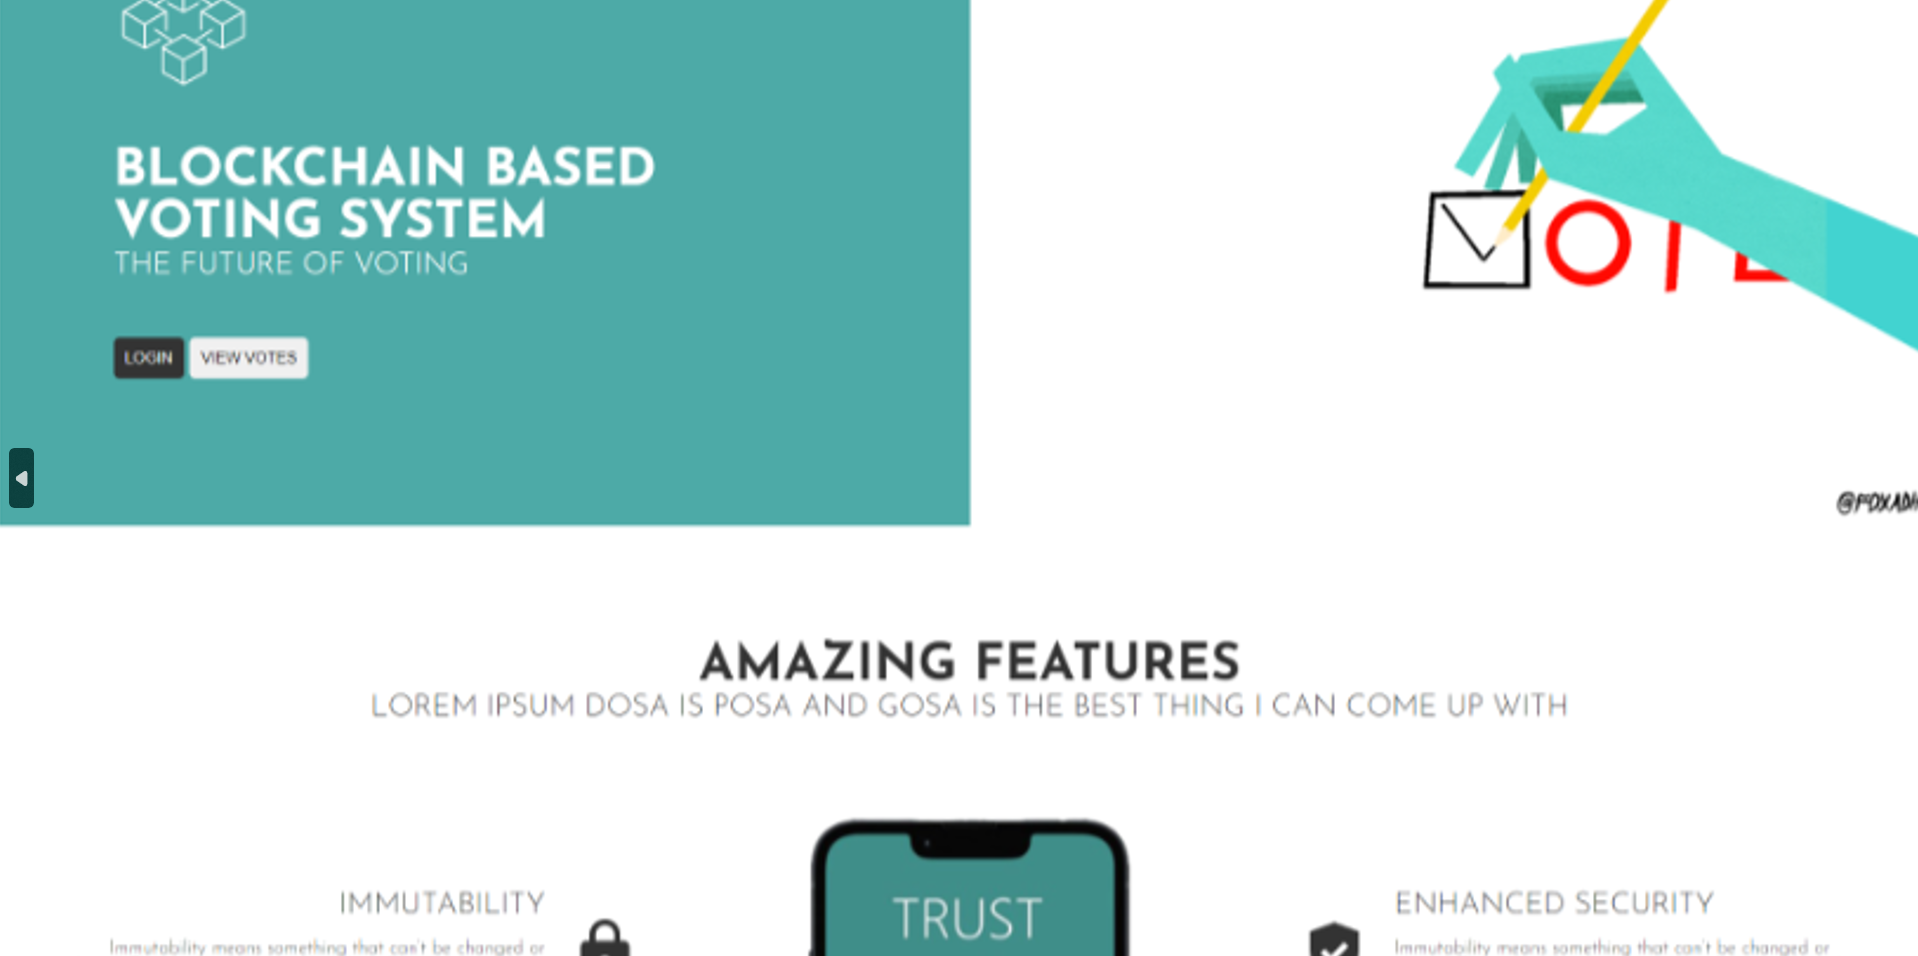 BLOCKCHAIN BASED
VOTING SYSTEM
THE FUTURE OF VOTING
LOGIN
VIEW VOTES
AMAZING FEATURES
LOREM IPSUM DOSA IS POSA AND GOSA IS THE BEST THING I CAN COME UP WITH
IMMUTABILITY
Immutability means something that can't be changed or
TRUST
ENHANCED SECURITY
Immutability means something that can't be changed or